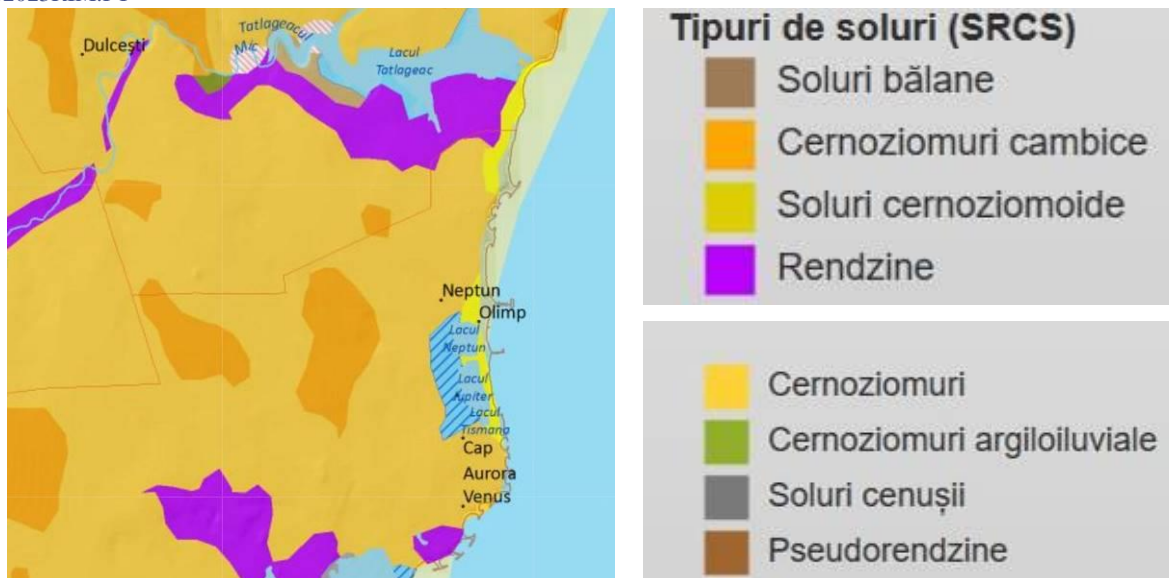 Dulcești
Tatlageacul
Mic
Lacul
Tatlageac
Neptun
Olimp
Lacul
Neptun
Lacul
Jupiter
Lacul
Tismana
Cap
Aurora
Venus
Tipuri de soluri (SRCS)
Soluri bălane
Cernoziomuri cambice
Soluri cernoziomoide
Rendzine
Cernoziomuri
Cernoziomuri argiloiluviale
Soluri cenușii
Pseudorendzine